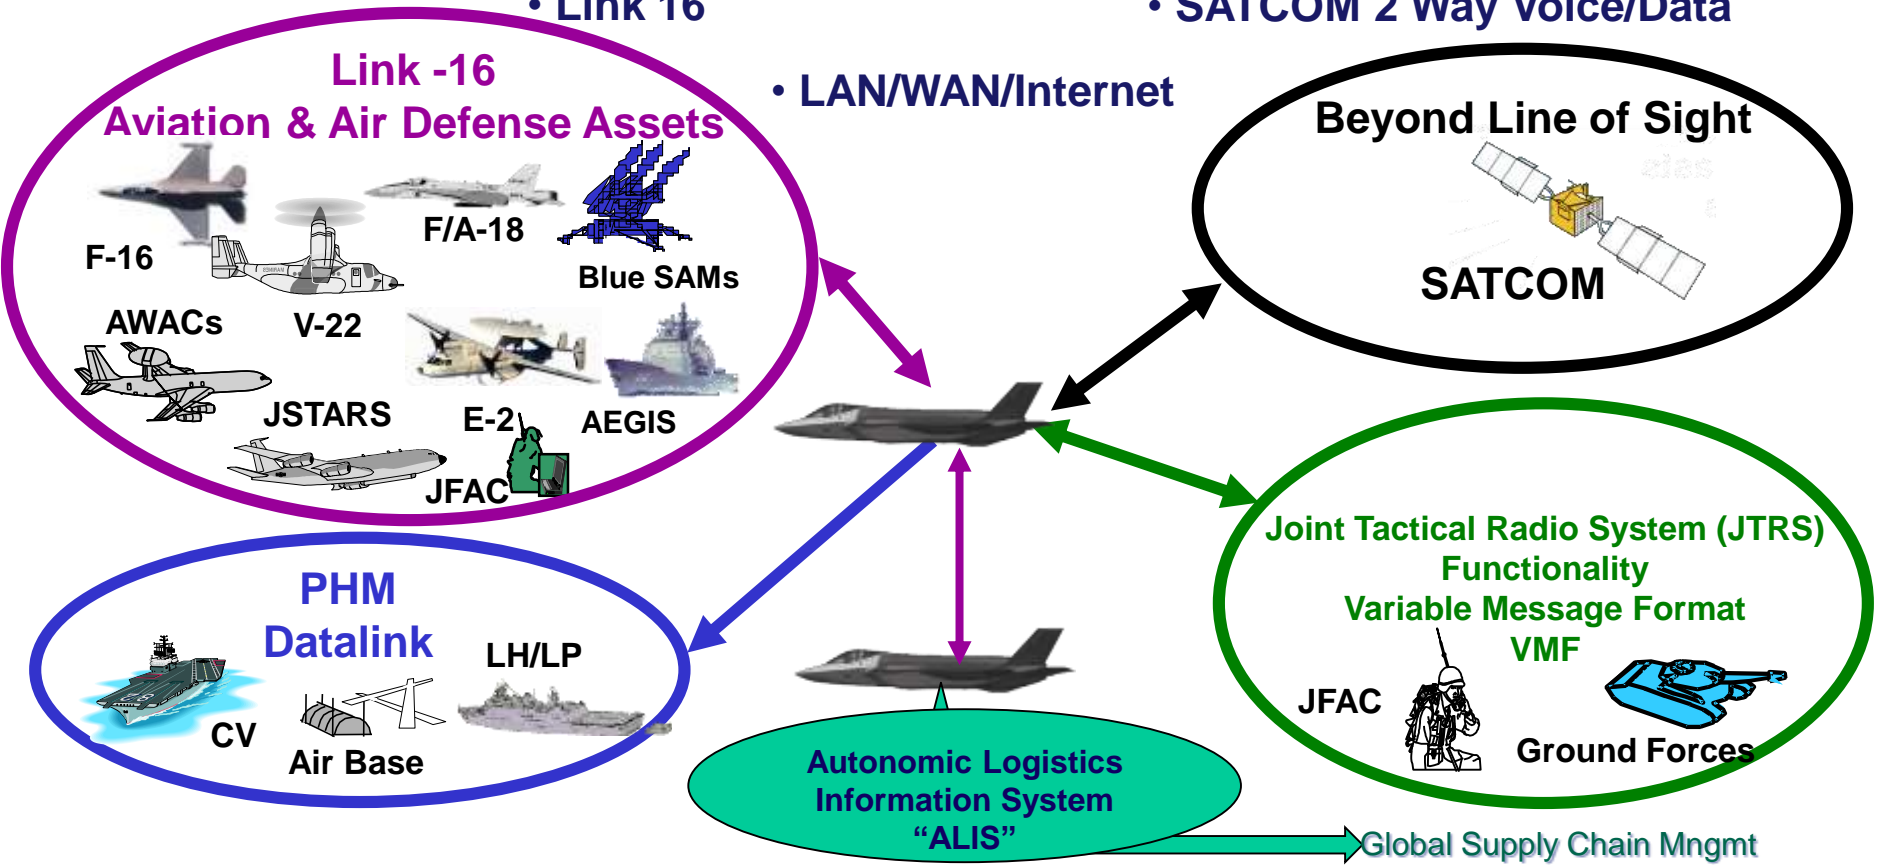 • Link 16
• SATCOM 2 Way Voice/Data
• LAN/WAN/Internet
Link -16
Aviation & Air Defense Assets
F-16
F/A-18
Blue SAMs
AWACs
V-22
JSTARS
E-2
AEGIS
JFAC
Beyond Line of Sight
SATCOM
PHM
Datalink
LH/LP
CV
Air Base
Joint Tactical Radio System (JTRS)
Functionality
Variable Message Format
VMF
JFAC
Ground Forces
Autonomic Logistics
Information System
“ALIS”
Global Supply Chain Mngmt